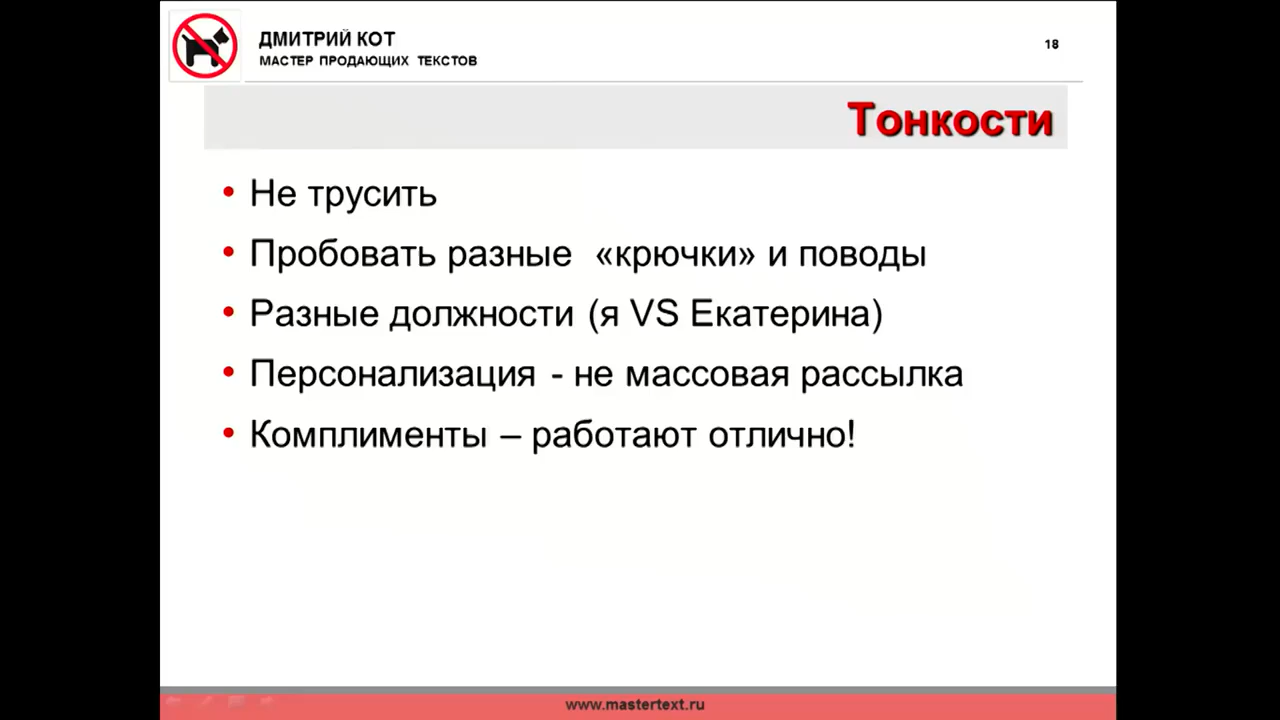 ДМИТРИЙ КОТ
МАСТЕР ПРОДАЮЩИХ ТЕКСТОВ
18
Тонкости
• Не трусить
• Пробовать разные «крючки» и поводы
• Разные должности (я VS Екатерина)
• Персонализация - не массовая рассылка
• Комплименты – работают отлично!
www.mastertext.ru